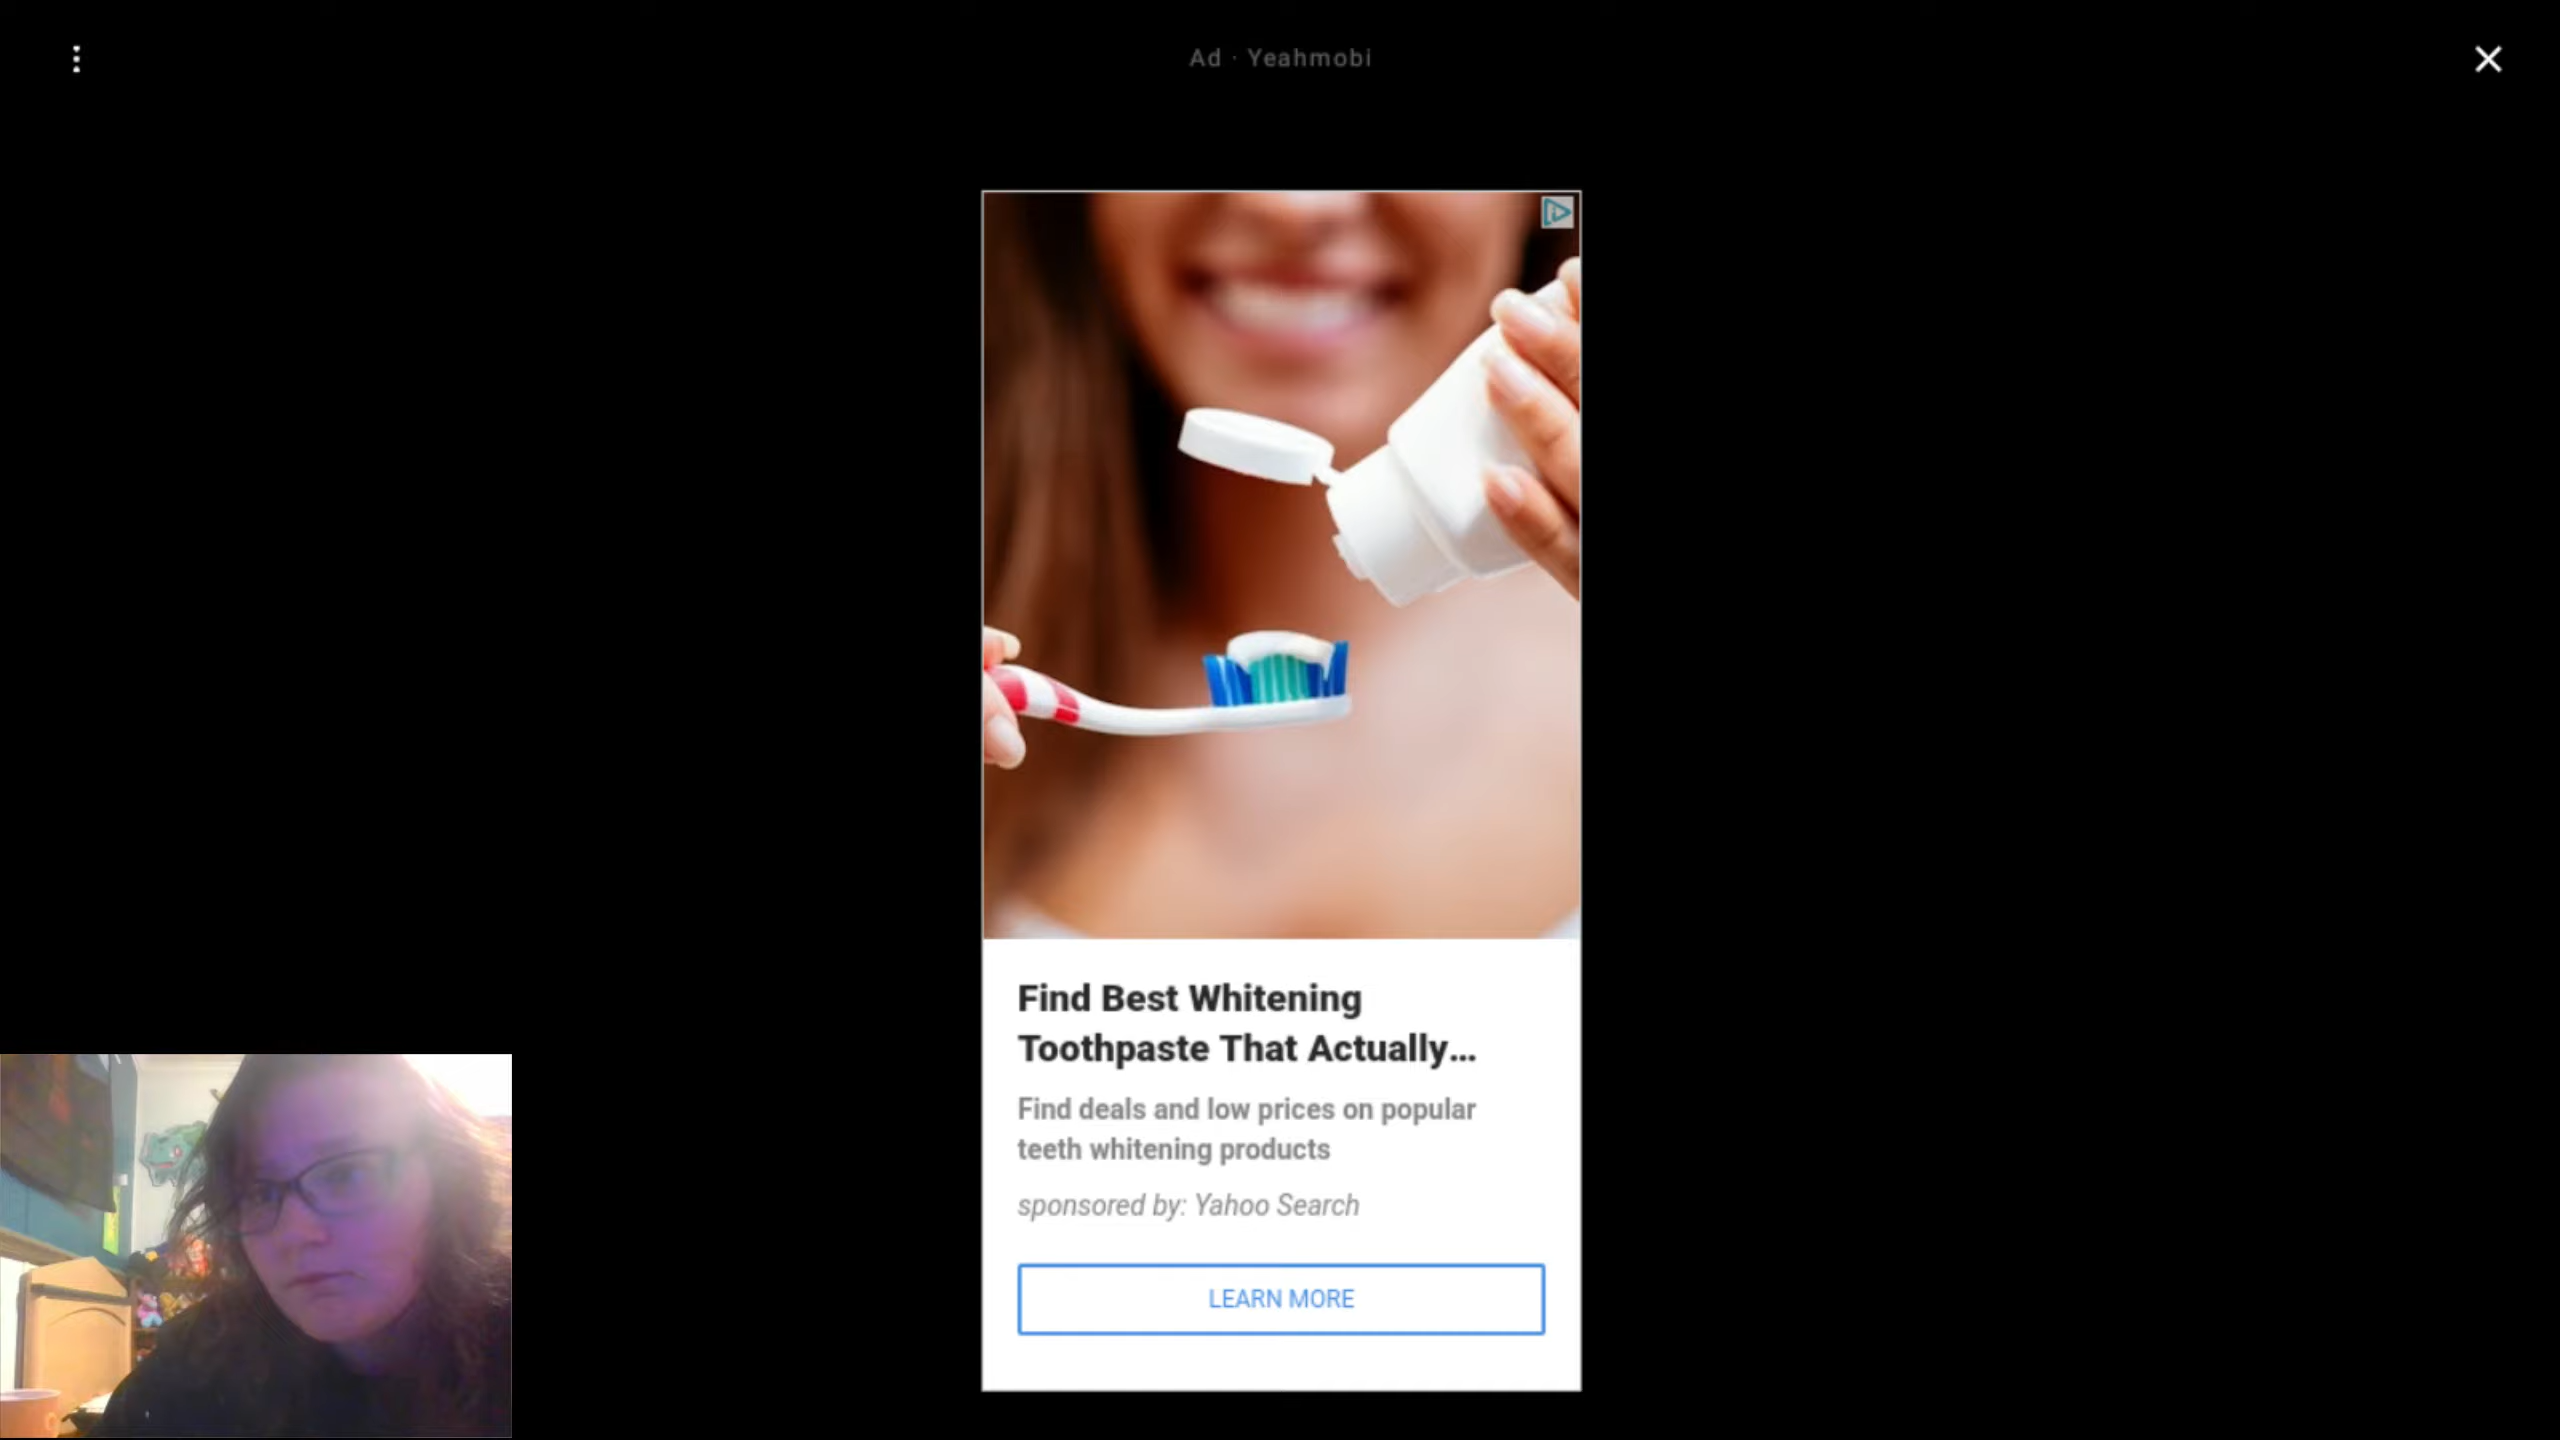 Ad · Yeahmobi
Find Best Whitening
Toothpaste That Actually...
Find deals and low prices on popular
teeth whitening products
sponsored by: Yahoo Search
LEARN MORE